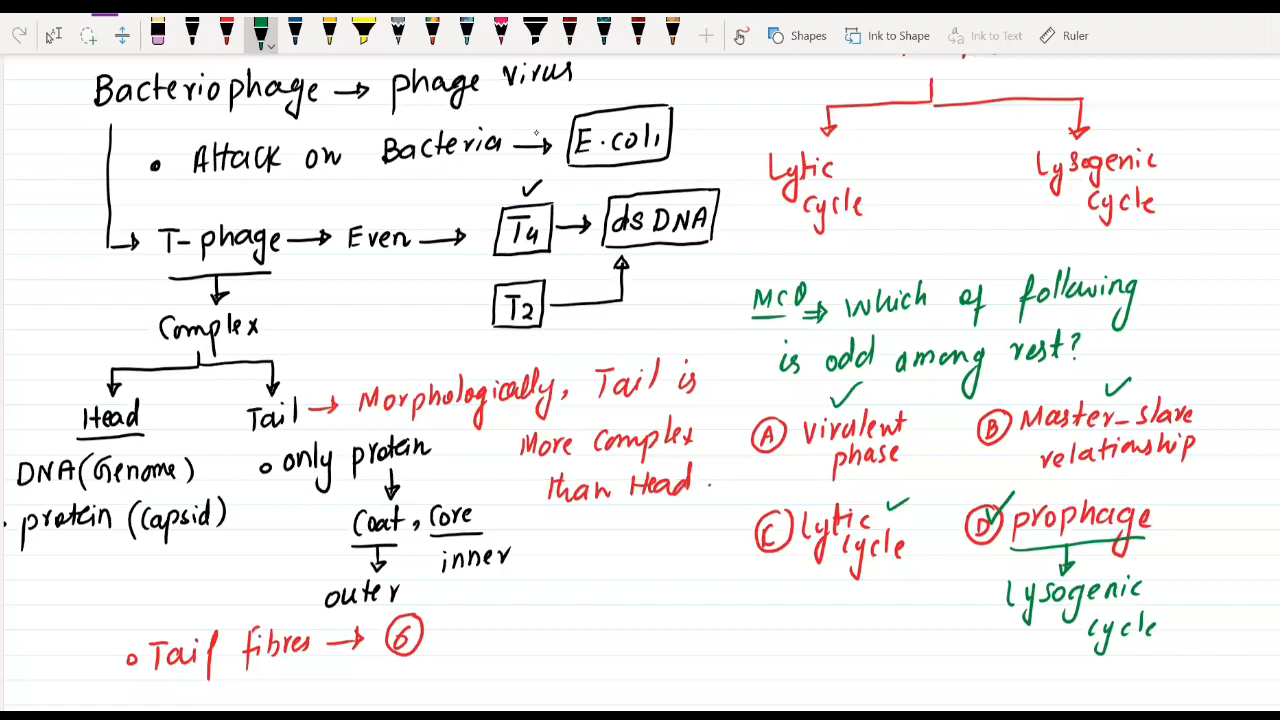 Shapes
Ink to Shape
Ink to Text
Ruler
Bacteriophage → phage virus
• Attack on Bacteria → E.coli
T-phage → Even → T4 → ds DNA
T2
Complex
Head
Tail → Morphologically, Tail is
More complex
than Head.
DNA (Genome)
• protein (capsid)
• only protein
Coat, Core
inner
outer
• Tail fibres → 6
Lytic
cycle
Lysogenic
cycle
MCQ ⇒ Which of following
is odd among rest?
A virulent
phase
B Master-slave
relationship
C Lytic
cycle
D prophage
Lysogenic
cycle